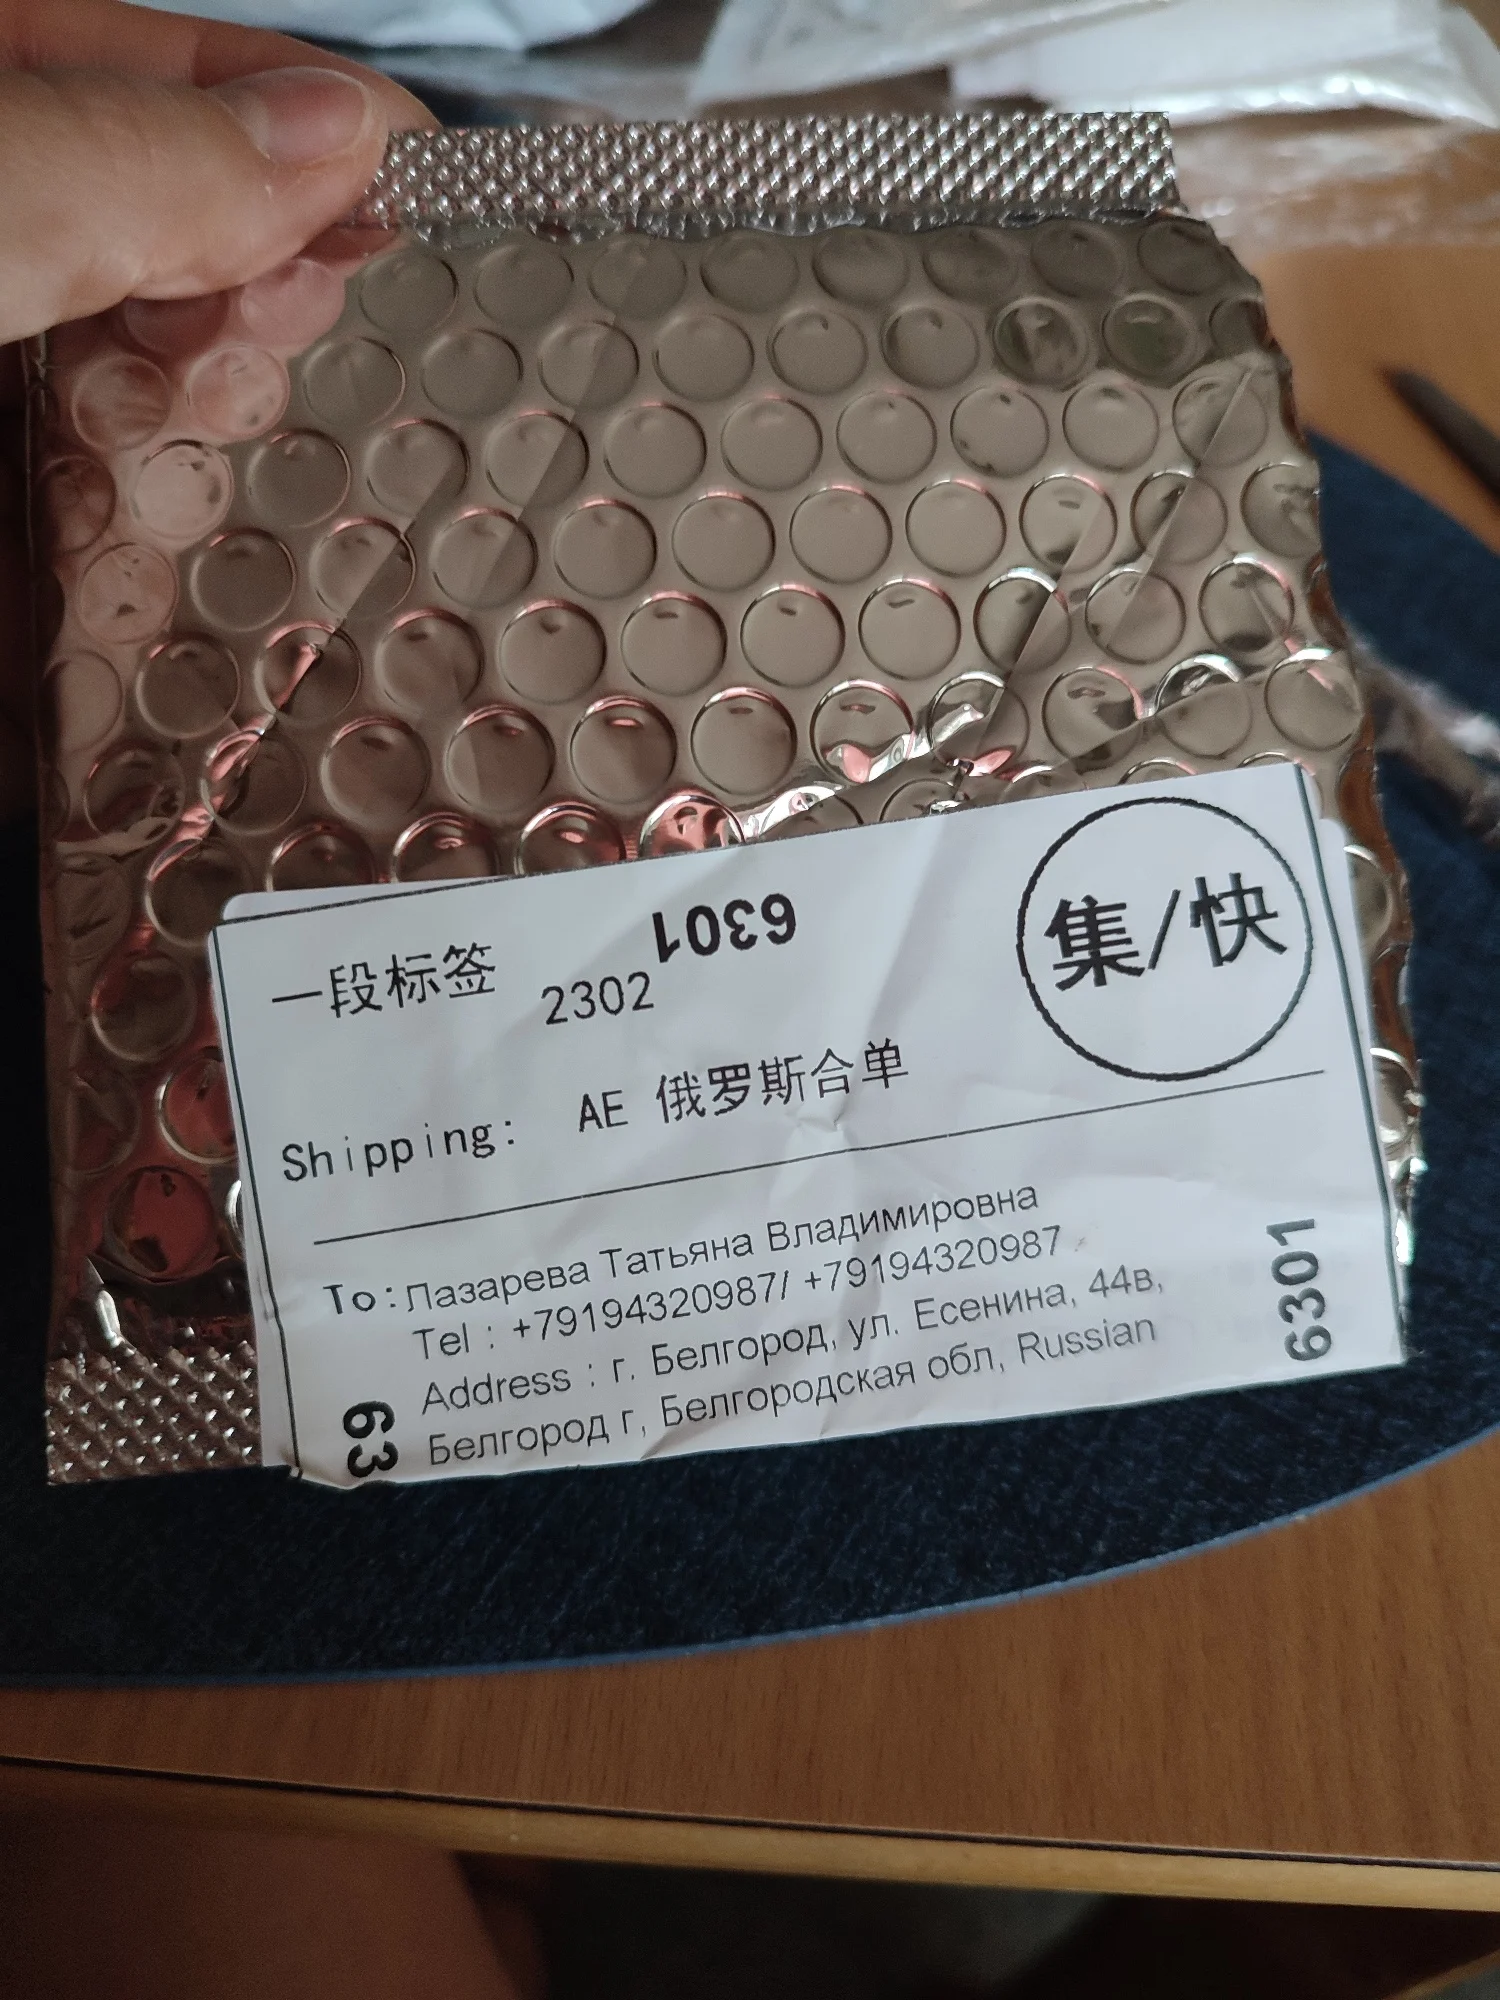 6301
集/快
一段标签 2302
Shipping: AE 俄罗斯合单
To: Лазарева Татьяна Владимировна
Tel : +79194320987/ +79194320987
Address : г. Белгород, ул. Есенина, 44в,
Белгород г, Белгородская обл, Russian
6301
63